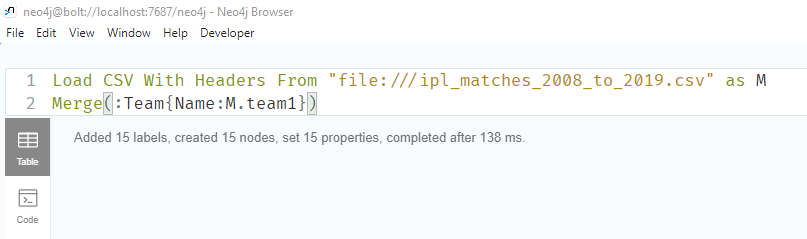 neo4j@bolt://localhost:7687/neo4j - Neo4j Browser
File Edit View Window Help Developer
1 Load CSV With Headers From "file:///ipl_matches_2008_to_2019.csv" as M
2 Merge(:Team{Name:M.team1})
Added 15 labels, created 15 nodes, set 15 properties, completed after 138 ms.
Table
Code